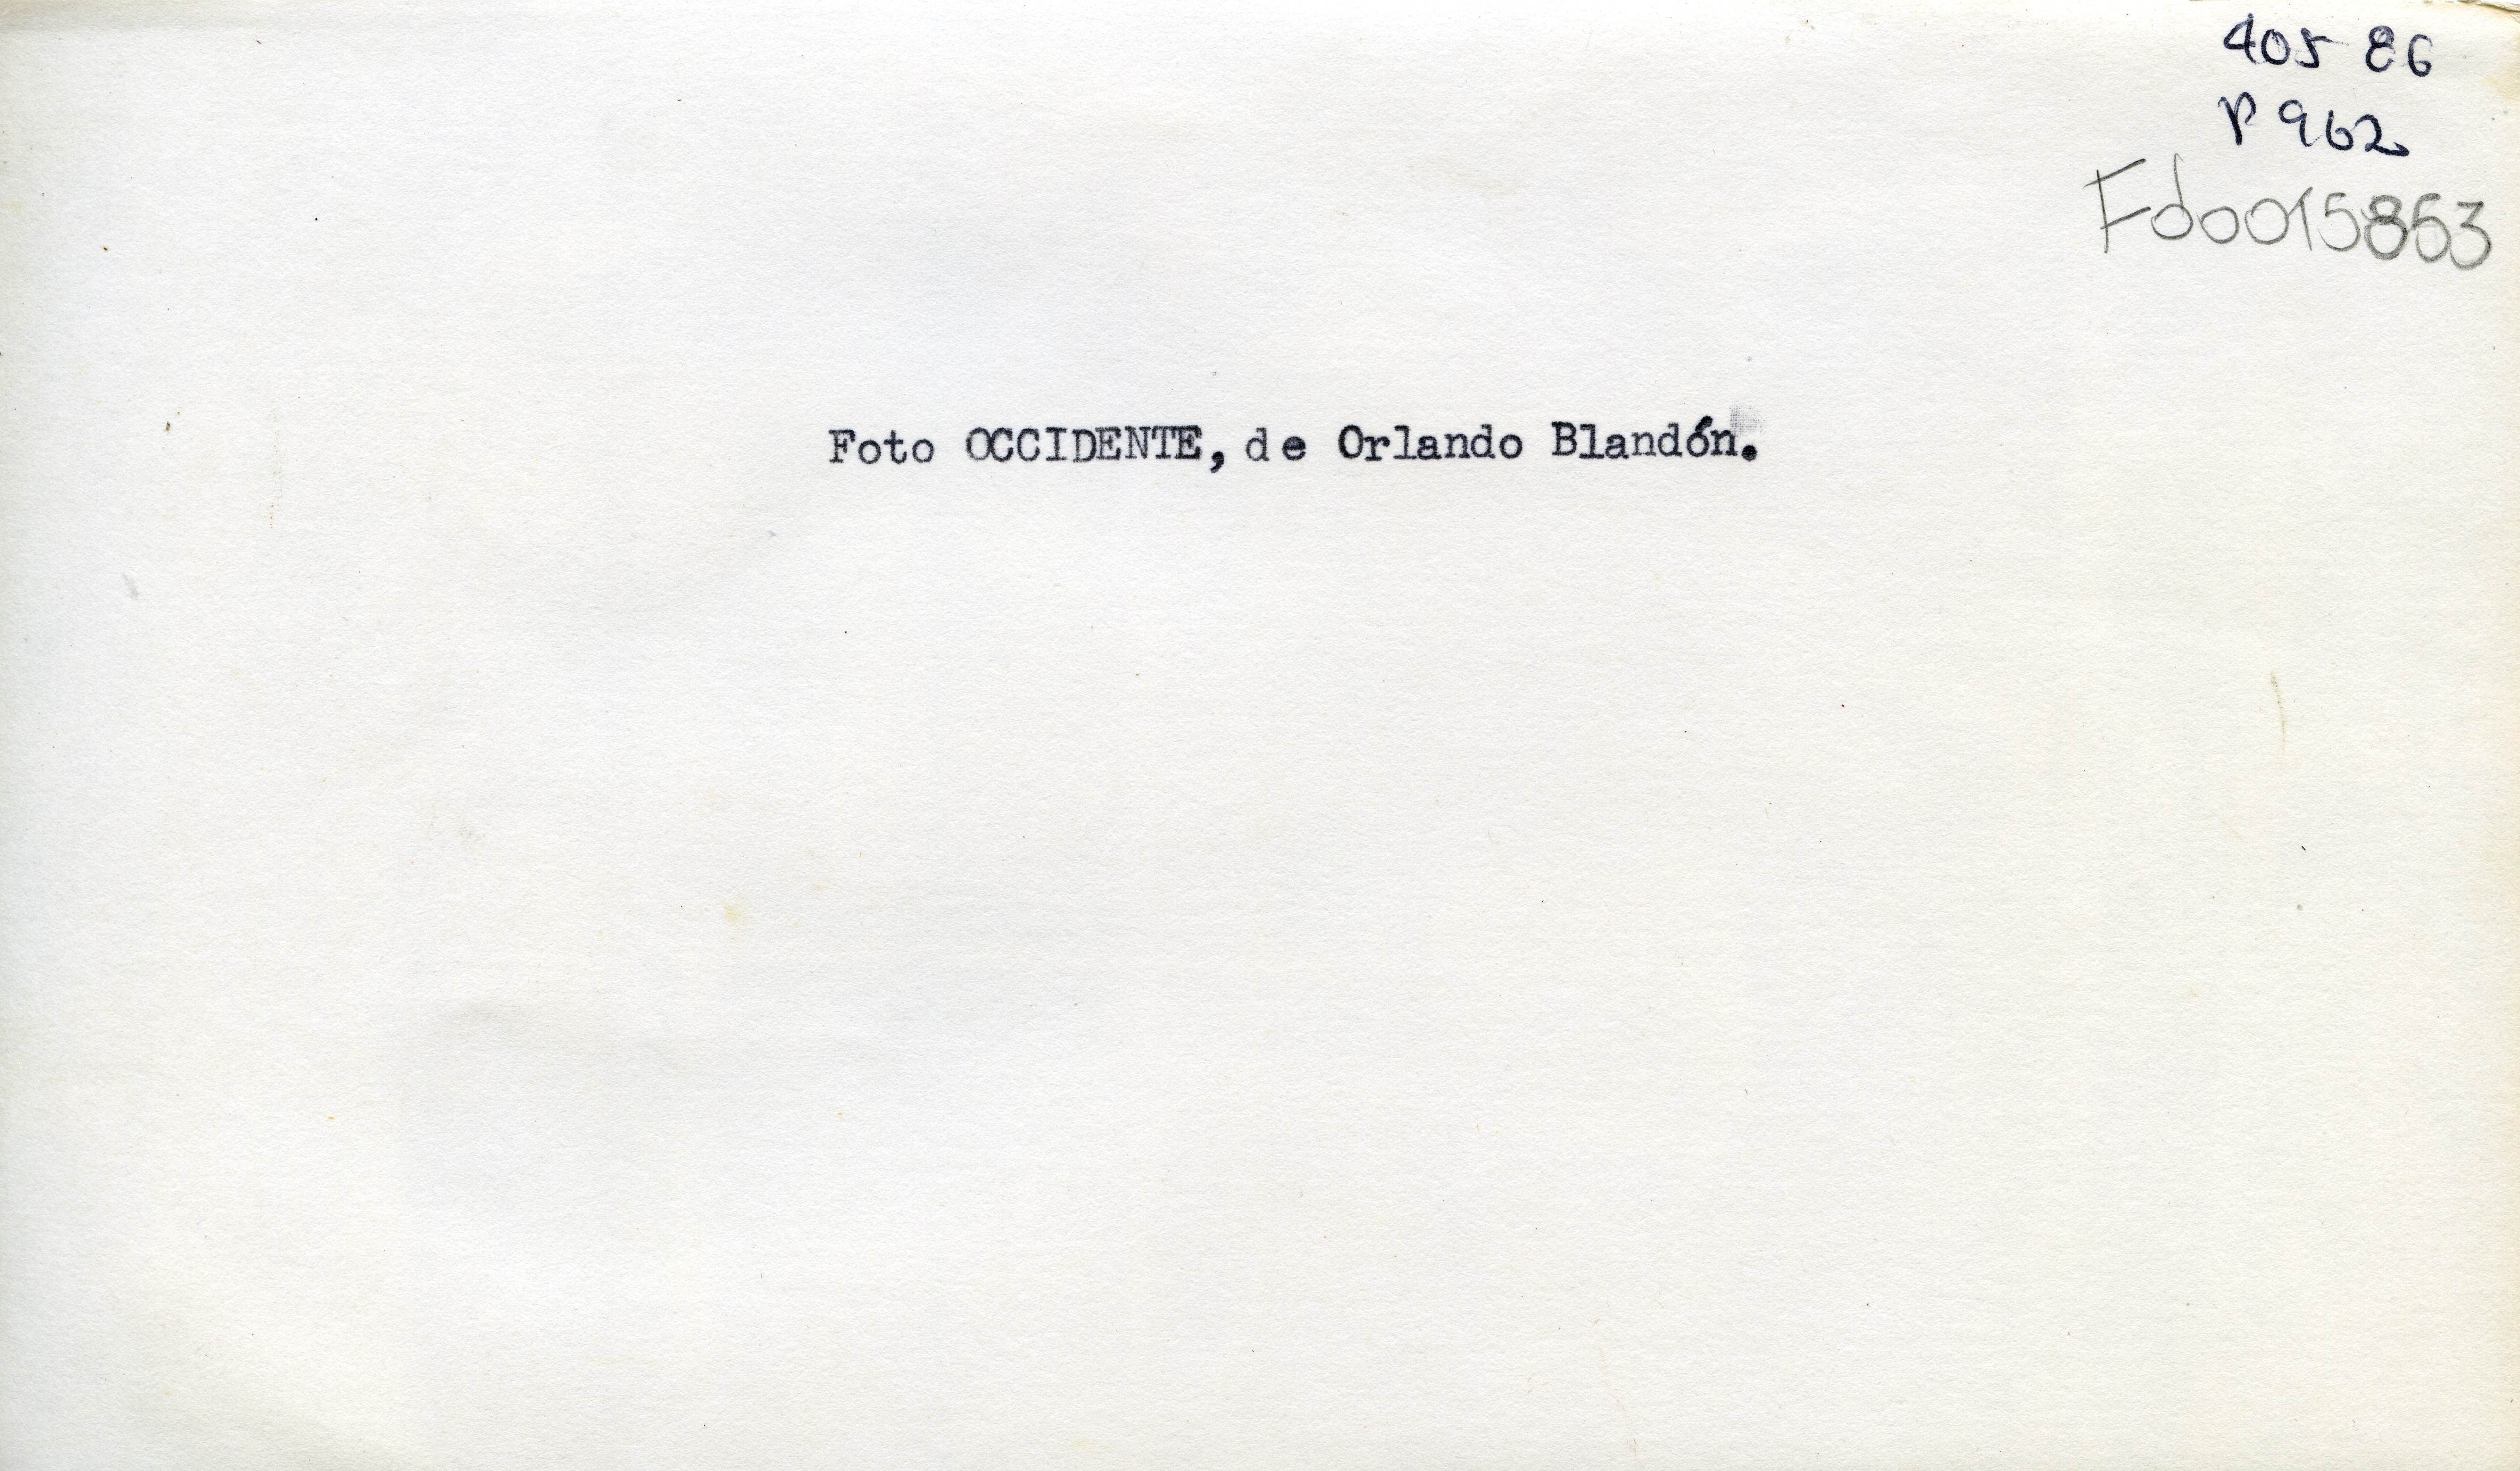 405 86
P 962
Fd0015863
Foto OCCIDENTE, de Orlando Blandón.